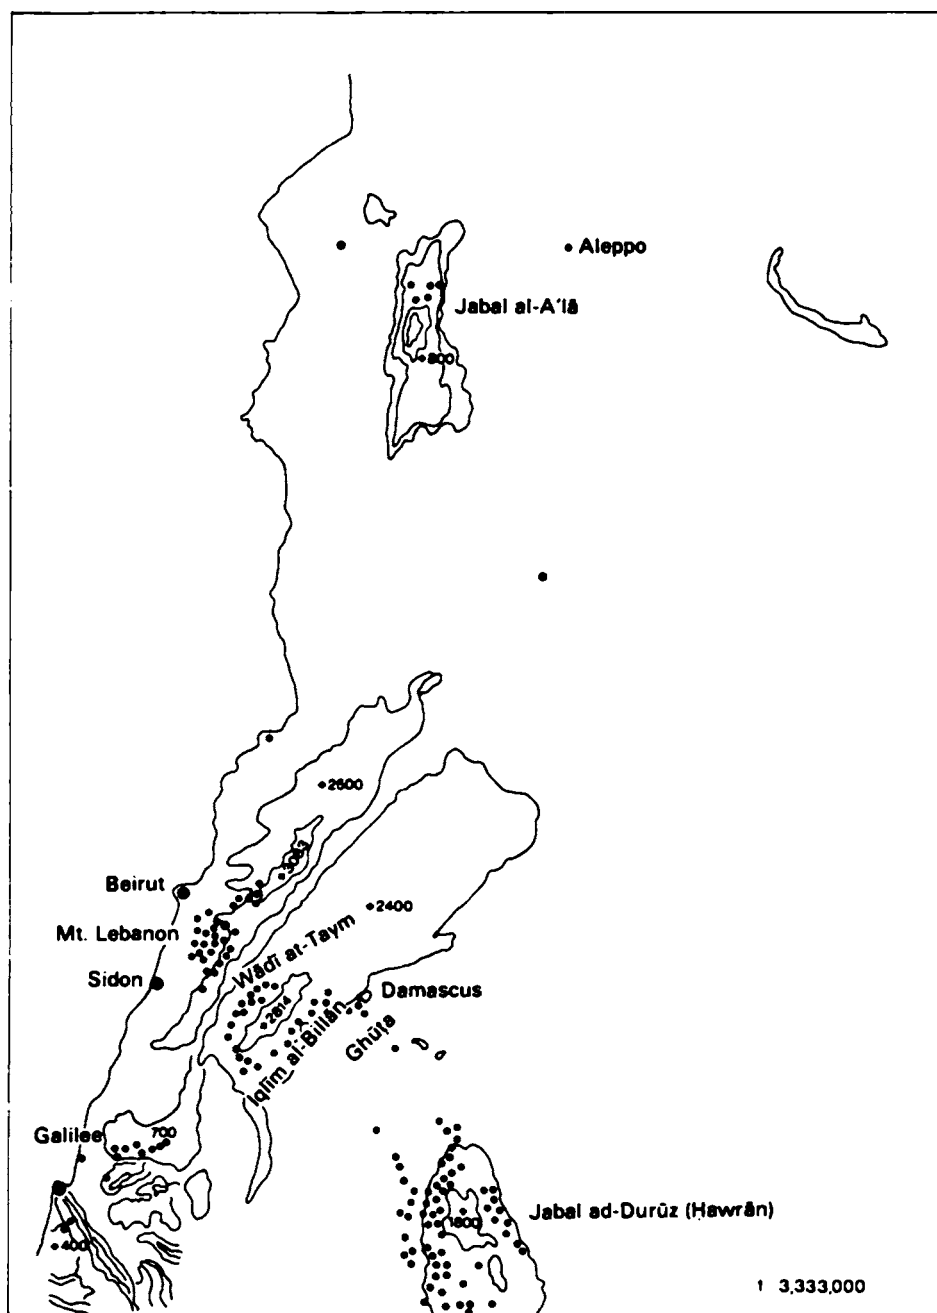 Aleppo
Jabal al-A'lā
800
2600
3083
Beirut
2400
Mt. Lebanon
Wādī at-Taym
Sidon
Damascus
2814
Iqlīm al-Billān
Ghūṭa
Galilee
700
Jabal ad-Durūz (Ḥawrān)
1800
400
1 3,333,000